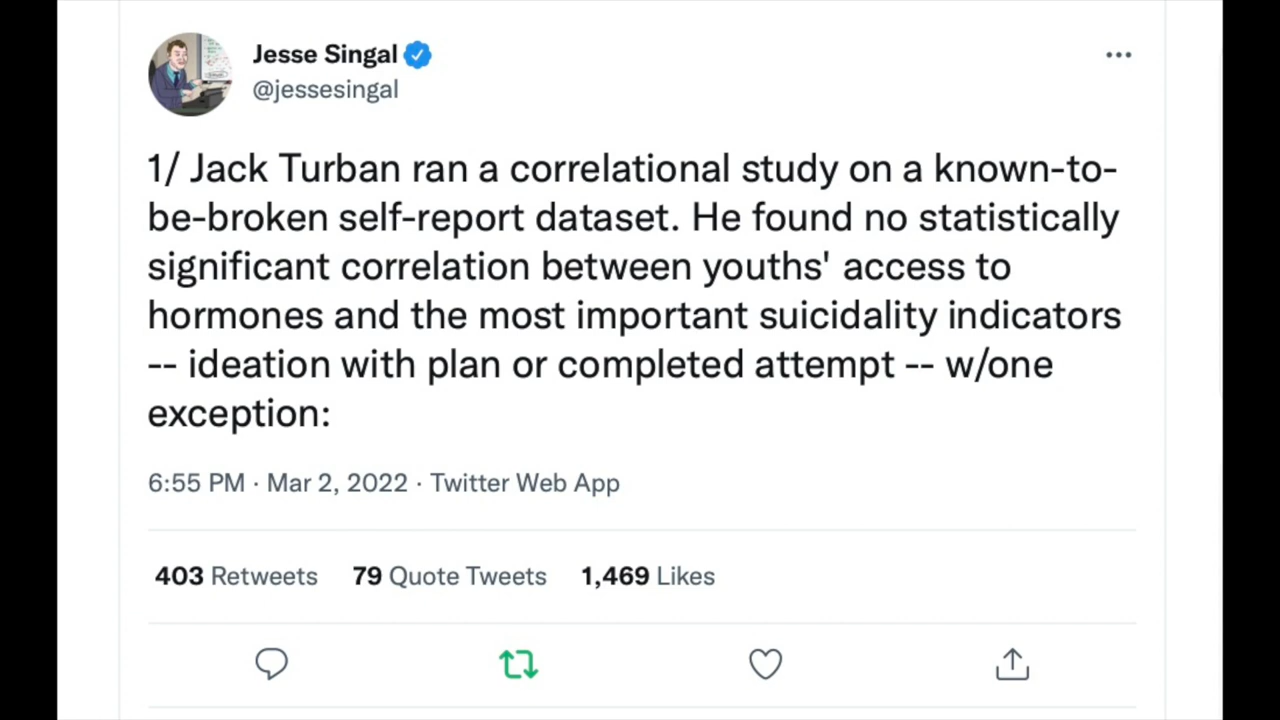 Jesse Singal
@jessesingal
1/ Jack Turban ran a correlational study on a known-to-
be-broken self-report dataset. He found no statistically
significant correlation between youths' access to
hormones and the most important suicidality indicators
-- ideation with plan or completed attempt -- w/one
exception:
6:55 PM · Mar 2, 2022 · Twitter Web App
403 Retweets 79 Quote Tweets 1,469 Likes